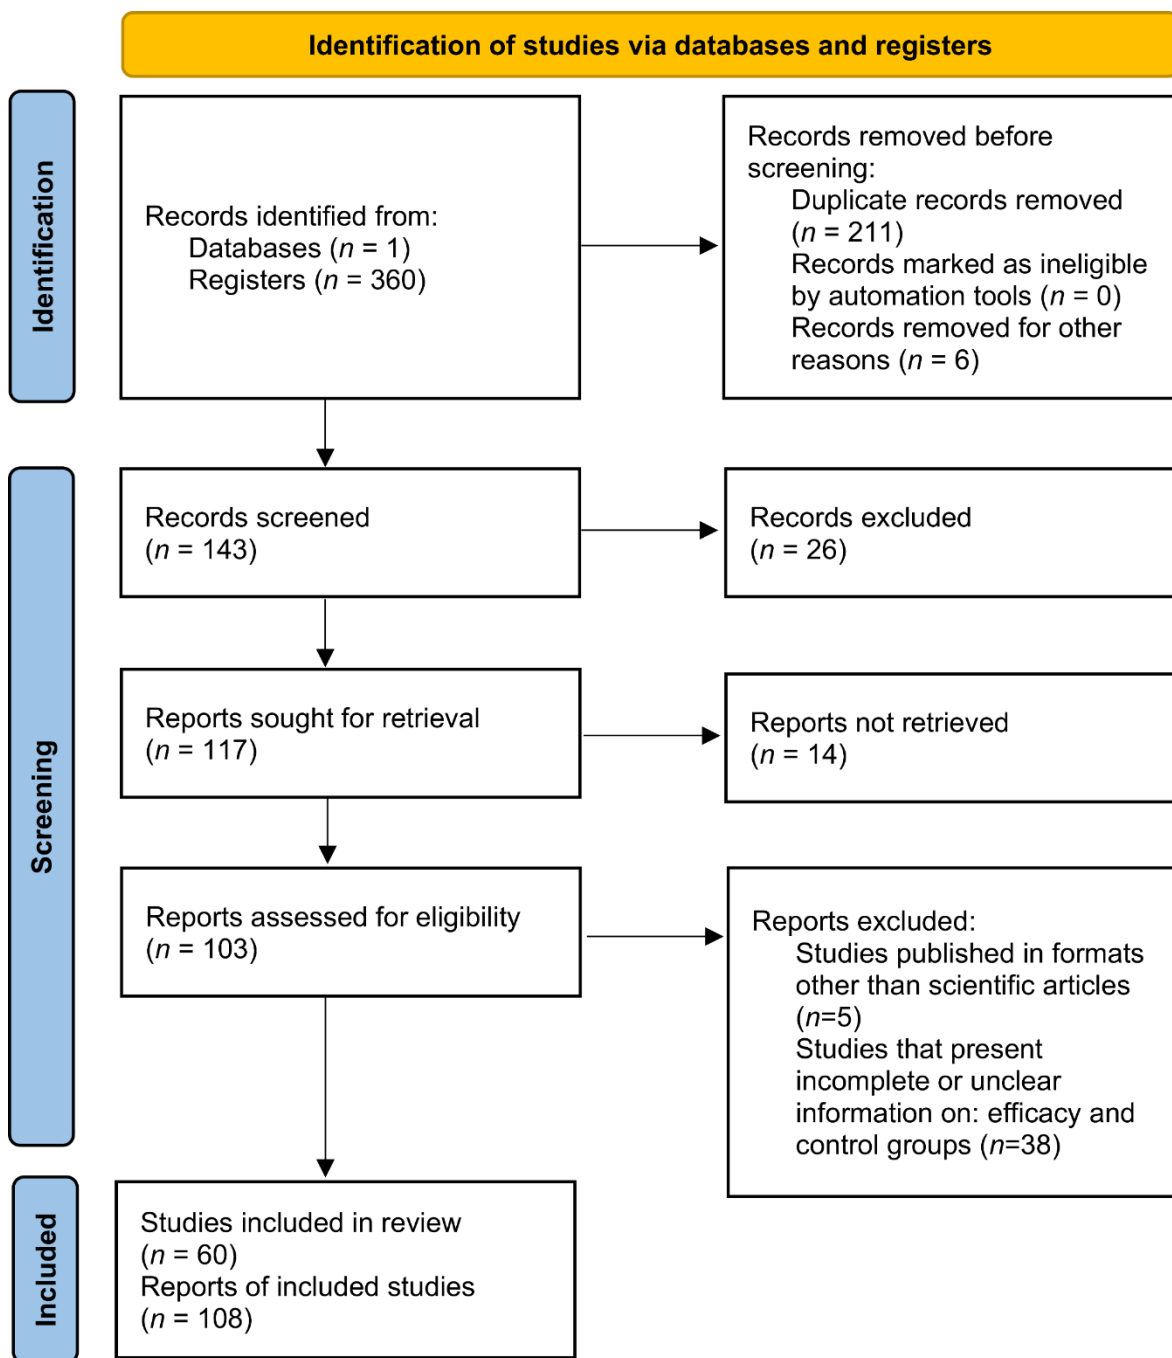 Identification of studies via databases and registers
Identification
Records identified from:
Databases (n = 1)
Registers (n = 360)
Records removed before
screening:
Duplicate records removed
(n = 211)
Records marked as ineligible
by automation tools (n = 0)
Records removed for other
reasons (n = 6)
Screening
Records screened
(n = 143)
Records excluded
(n = 26)
Reports sought for retrieval
(n = 117)
Reports not retrieved
(n = 14)
Reports assessed for eligibility
(n = 103)
Reports excluded:
Studies published in formats
other than scientific articles
(n=5)
Studies that present
incomplete or unclear
information on: efficacy and
control groups (n=38)
Included
Studies included in review
(n = 60)
Reports of included studies
(n = 108)